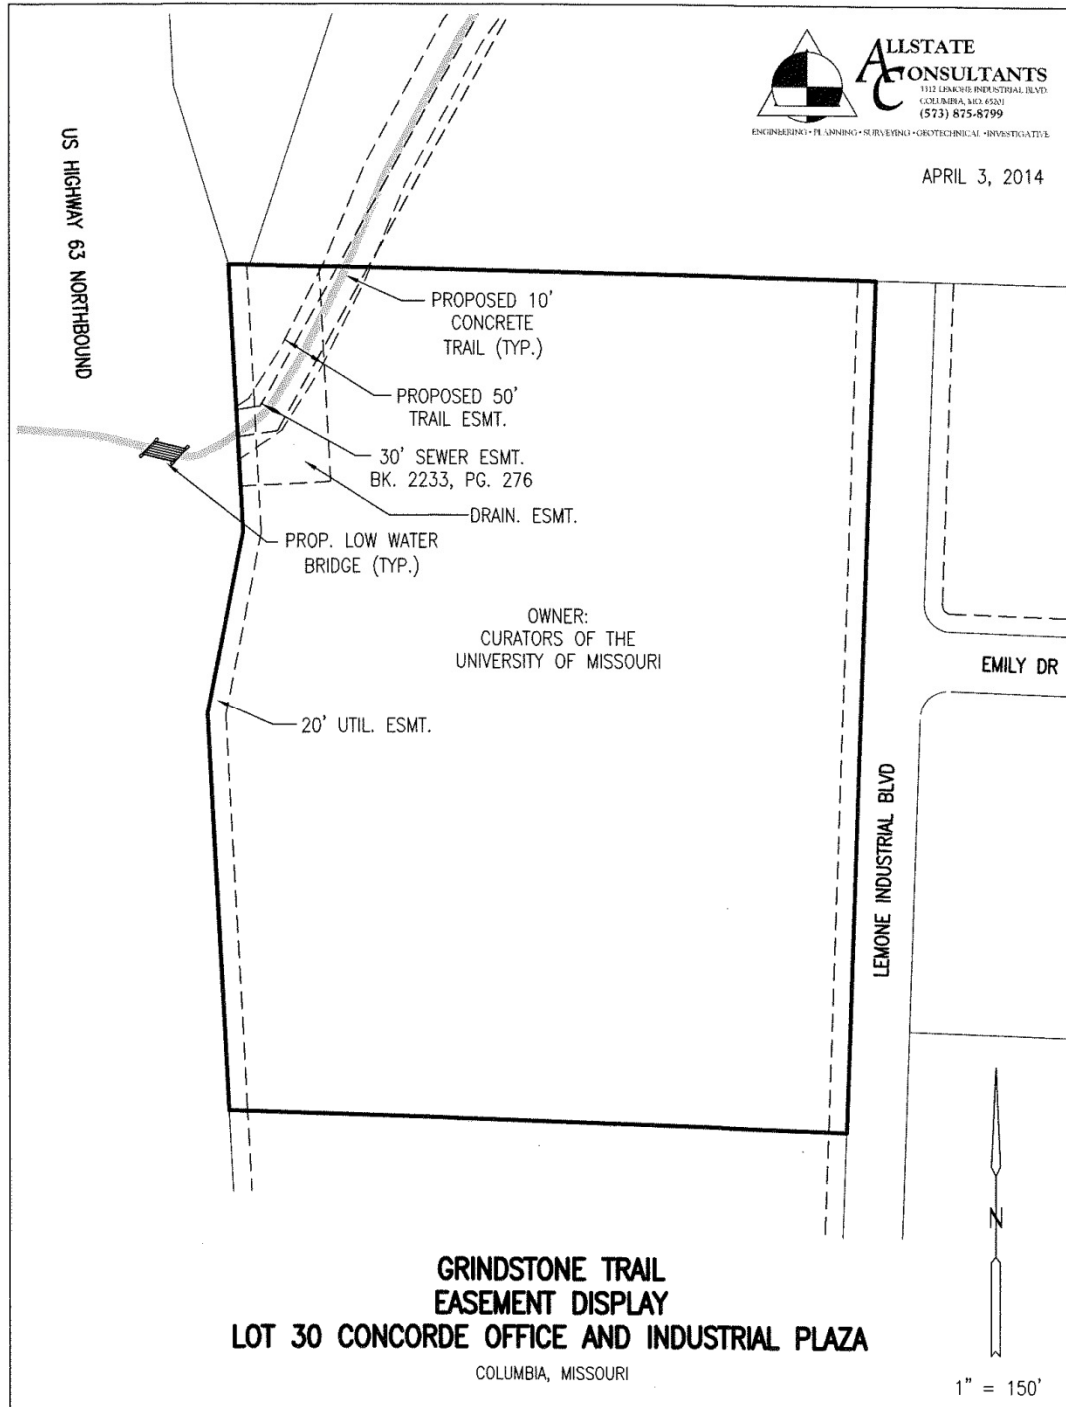 ALLSTATE
CONSULTANTS
3312 LEMONE INDUSTRIAL BLVD.
COLUMBIA, MO. 65201
(573) 875-8799
ENGINEERING • PLANNING • SURVEYING • GEOTECHNICAL • INVESTIGATIVE
APRIL 3, 2014
US HIGHWAY 63 NORTHBOUND
PROPOSED 10'
CONCRETE
TRAIL (TYP.)
PROPOSED 50'
TRAIL ESMT.
30' SEWER ESMT.
BK. 2233, PG. 276
DRAIN. ESMT.
PROP. LOW WATER
BRIDGE (TYP.)
OWNER:
CURATORS OF THE
UNIVERSITY OF MISSOURI
EMILY DR
20' UTIL. ESMT.
LEMONE INDUSTRIAL BLVD
N
GRINDSTONE TRAIL
EASEMENT DISPLAY
LOT 30 CONCORDE OFFICE AND INDUSTRIAL PLAZA
COLUMBIA, MISSOURI
1" = 150'